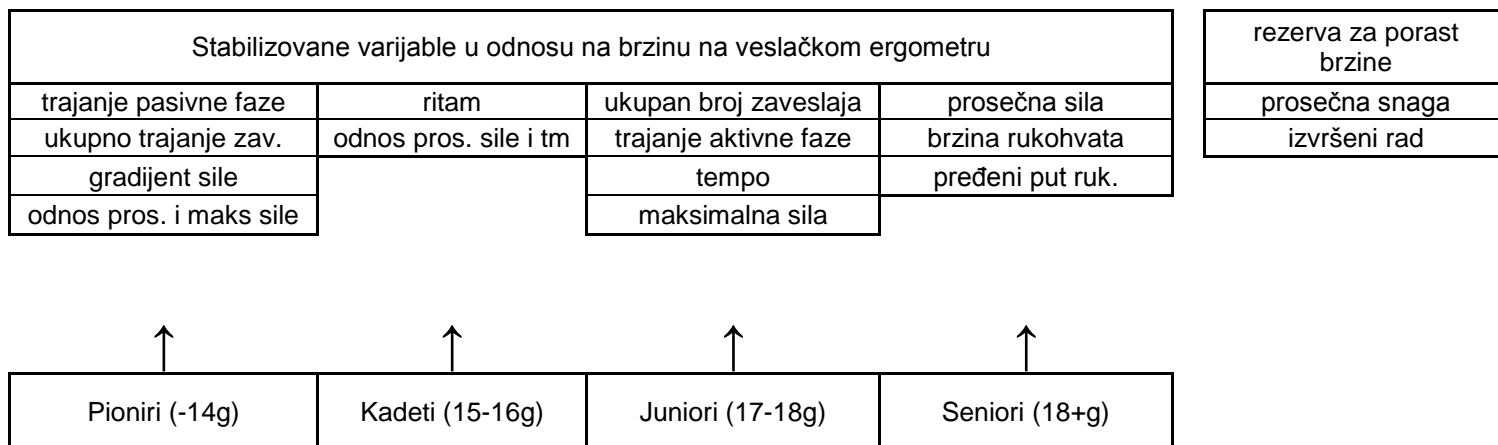 Stabilizovane varijable u odnosu na brzinu na veslačkom ergometru
rezerva za porast
brzine
trajanje pasivne faze
ritam
ukupan broj zaveslaja
prosečna sila
prosečna snaga
ukupno trajanje zav.
odnos pros. sile i tm
trajanje aktivne faze
brzina rukohvata
izvršeni rad
gradijent sile
tempo
pređeni put ruk.
odnos pros. i maks sile
maksimalna sila
Pioniri (-14g)
Kadeti (15-16g)
Juniori (17-18g)
Seniori (18+g)